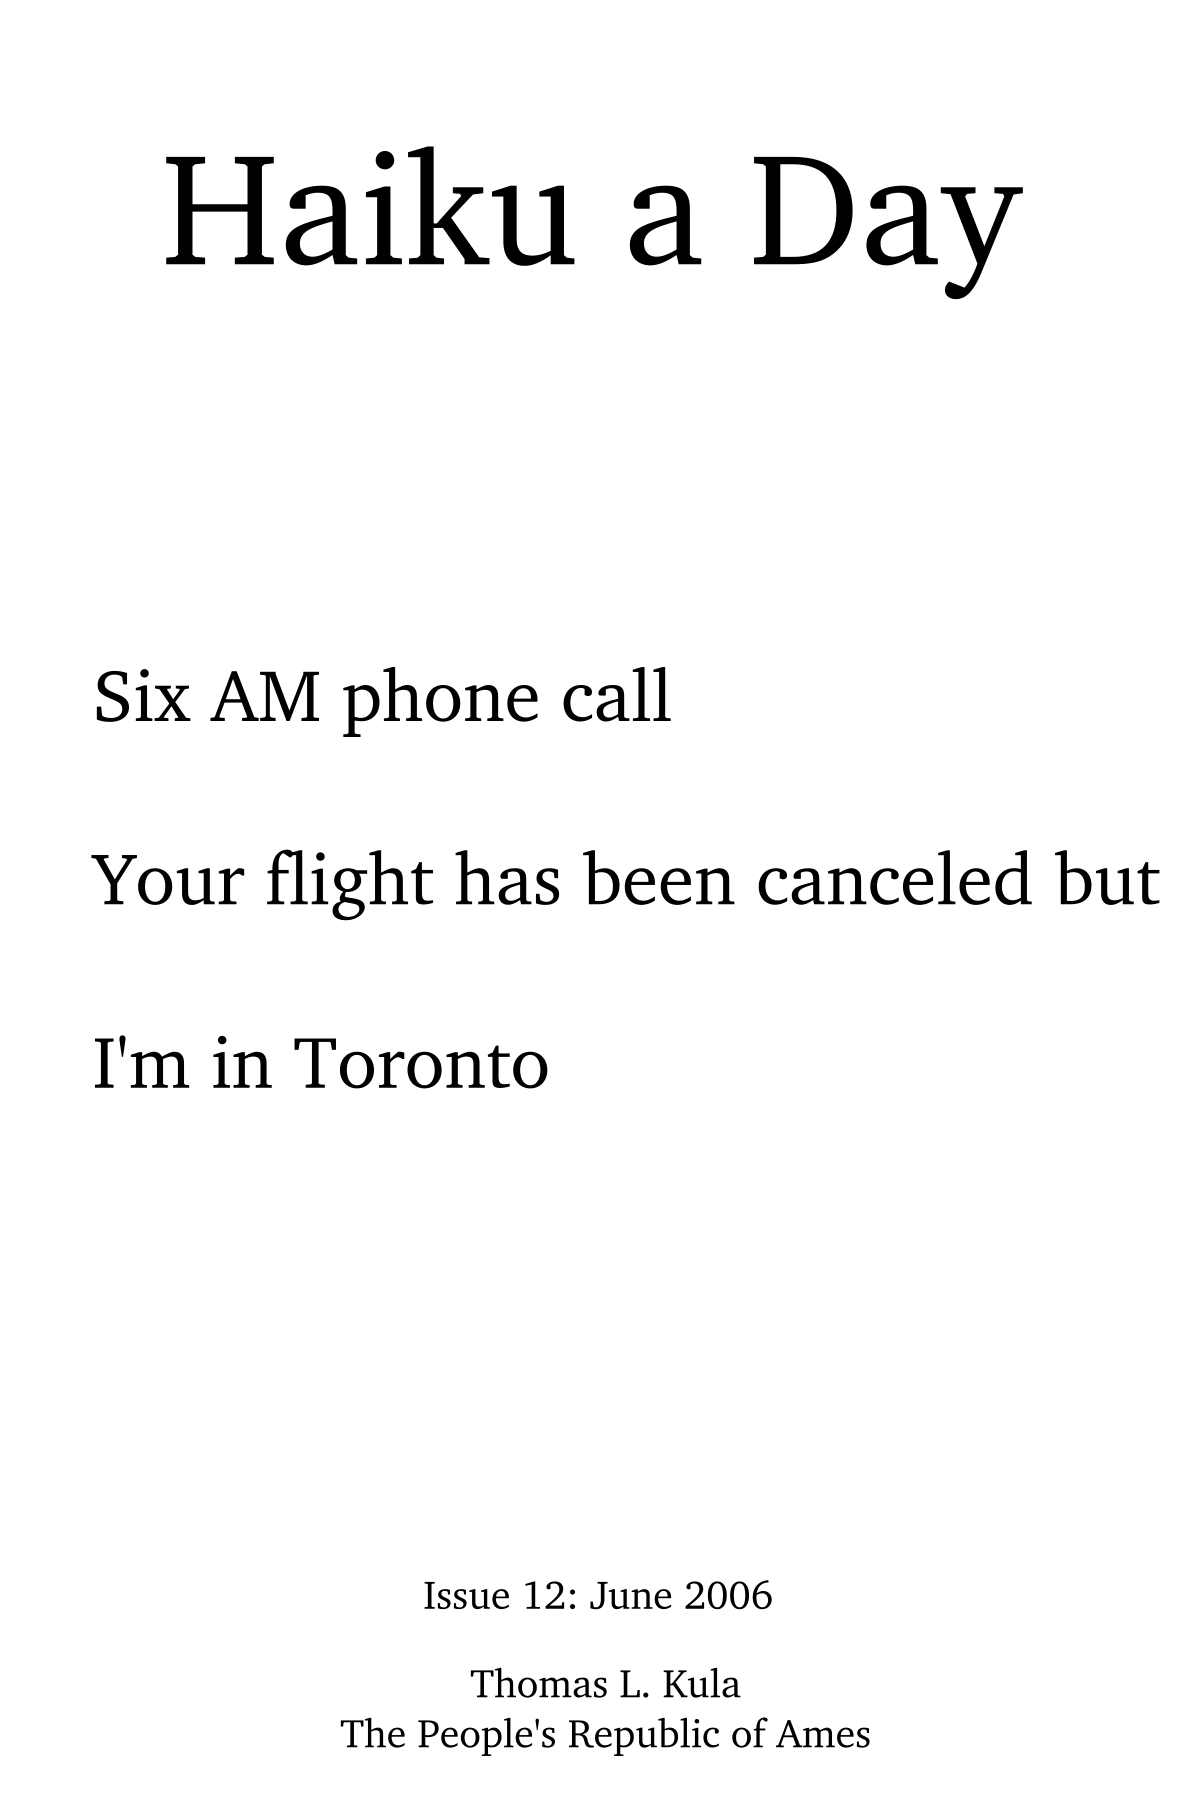 Haiku a Day
Six AM phone call
Your flight has been canceled but
I'm in Toronto
Issue 12: June 2006
Thomas L. Kula
The People's Republic of Ames